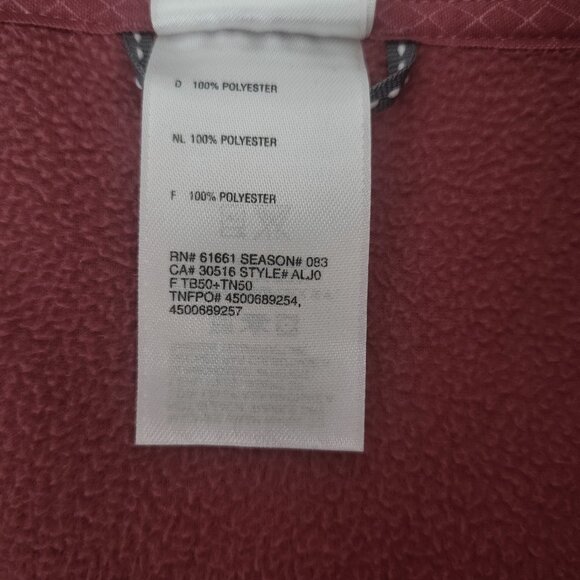 D 100% POLYESTER
NL 100% POLYESTER
F 100% POLYESTER
RN# 61661 SEASON# 083
CA# 30516 STYLE# ALJ0
F TB50+TN50
TNFPO# 4500689254,
4500689257